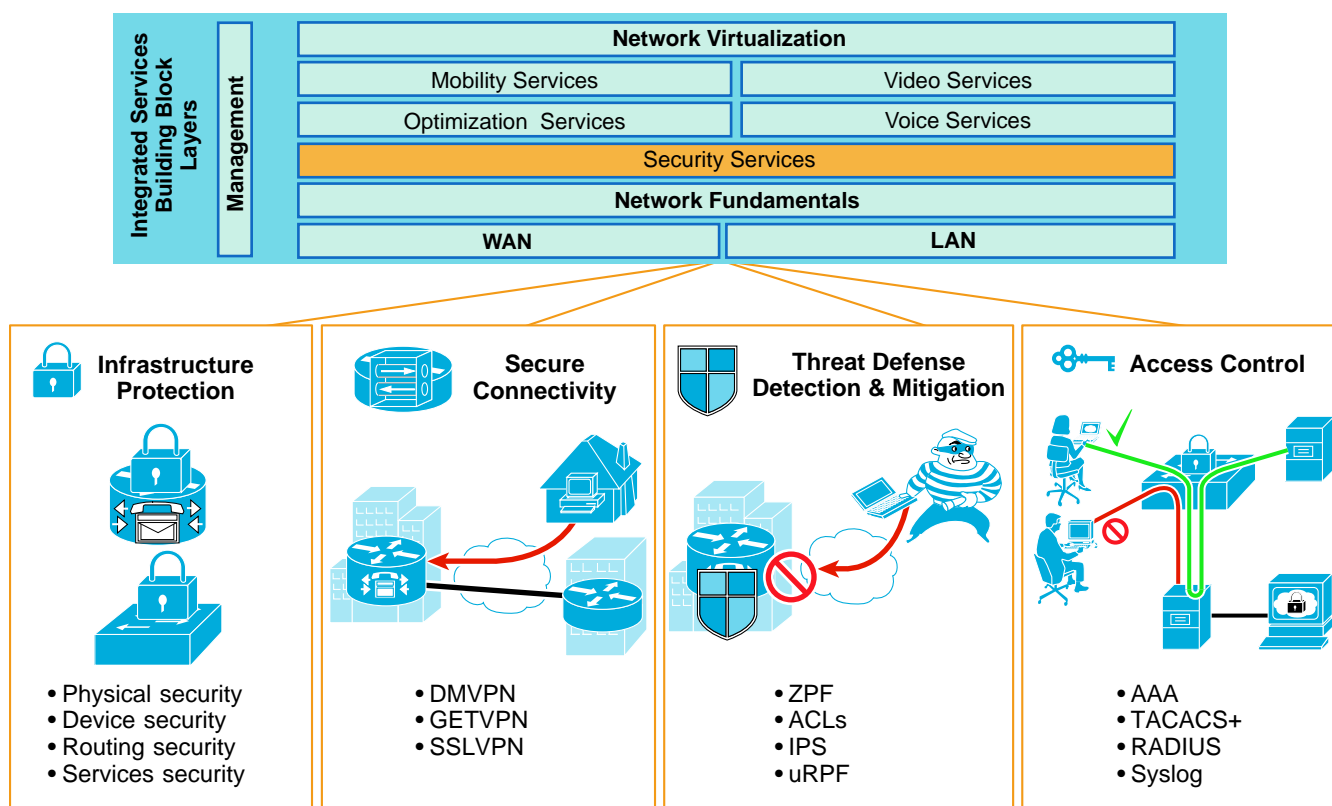 Integrated Services
Building Block
Layers
Management
Network Virtualization
Mobility Services
Video Services
Optimization Services
Voice Services
Security Services
Network Fundamentals
WAN
LAN
Infrastructure
Protection
• Physical security
• Device security
• Routing security
• Services security
Secure
Connectivity
• DMVPN
• GETVPN
• SSLVPN
Threat Defense
Detection & Mitigation
• ZPF
• ACLs
• IPS
• uRPF
Access Control
• AAA
• TACACS+
• RADIUS
• Syslog